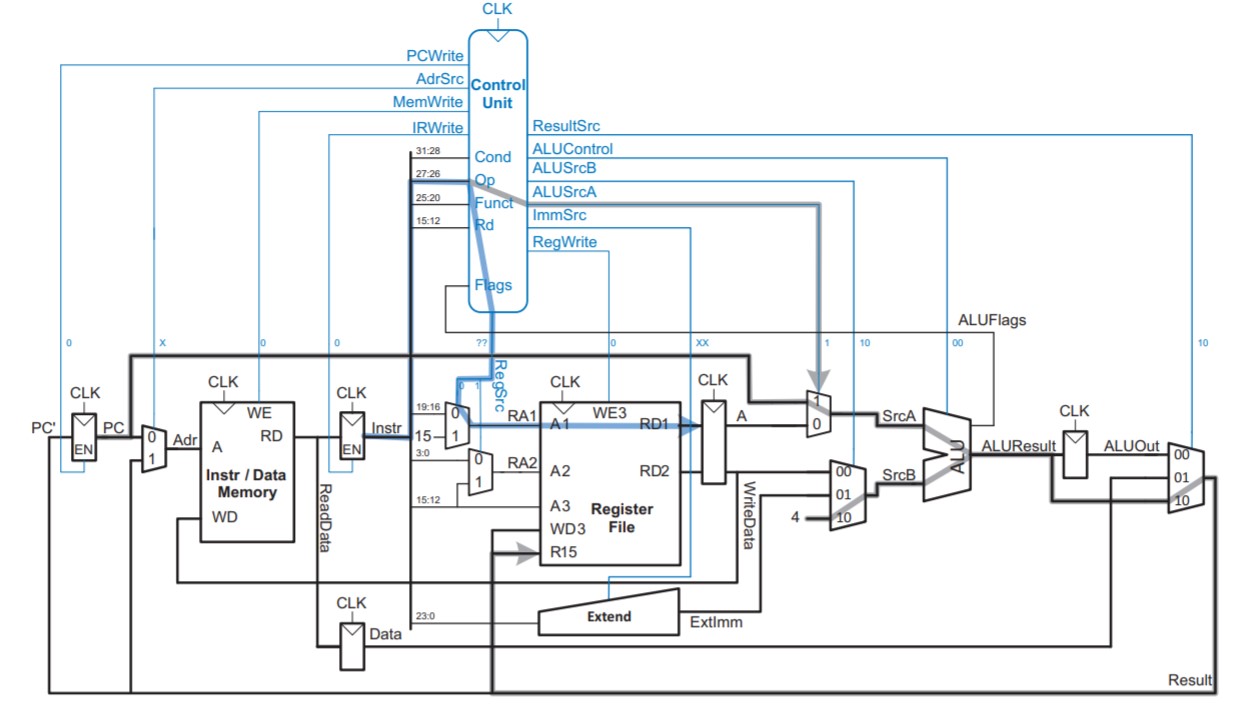 CLK
PCWrite
AdrSrc
MemWrite
IRWrite
Control
Unit
ResultSrc
ALUControl
ALUSrcB
ALUSrcA
ImmSrc
RegWrite
31:28
Cond
27:26
Op
25:20
Funct
15:12
Rd
Flags
ALUFlags
0
X
0
0
??
0
XX
1
10
00
10
RegSrc
0
1
CLK
CLK
CLK
CLK
CLK
CLK
PC'
PC
EN
0
1
Adr
WE
RD
A
Instr / Data
Memory
WD
EN
Instr
ReadData
19:16
15
3:0
15:12
0
1
0
1
RA1
RA2
A1
WE3
RD1
A2
RD2
A3
Register
File
WD3
R15
A
WriteData
1
0
SrcA
00
01
10
4
SrcB
ALU
ALUResult
CLK
ALUOut
00
01
10
CLK
Data
23:0
Extend
ExtImm
Result